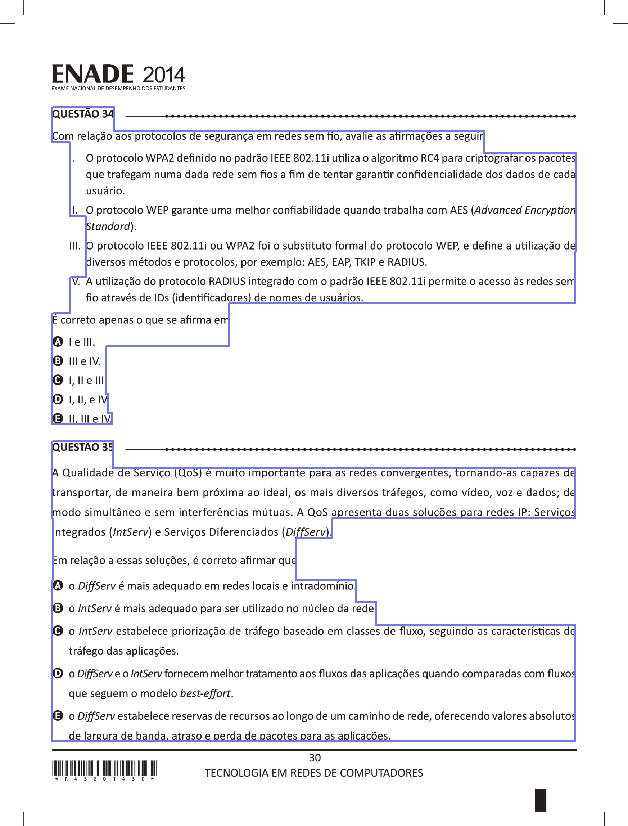 ENADE 2014
EXAME NACIONAL DE DESEMPENHO DOS ESTUDANTES
QUESTÃO 34
Com relação aos protocolos de segurança em redes sem fio, avalie as afirmações a seguir
I. O protocolo WPA2 definido no padrão IEEE 802.11i utiliza o algoritmo RC4 para criptografar os pacotes
que trafegam numa dada rede sem fios a fim de tentar garantir confidencialidade dos dados de cada
usuário.
II. O protocolo WEP garante uma melhor confiabilidade quando trabalha com AES (Advanced Encryption
Standard).
III. O protocolo IEEE 802.11i ou WPA2 foi o substituto formal do protocolo WEP, e define a utilização de
diversos métodos e protocolos, por exemplo: AES, EAP, TKIP e RADIUS.
IV. A utilização do protocolo RADIUS integrado com o padrão IEEE 802.11i permite o acesso às redes sem
fio através de IDs (identificadores) de nomes de usuários.
É correto apenas o que se afirma em
A I e III.
B III e IV.
C I, II e III
D I, II, e IV
E II, III e IV.
QUESTÃO 35
A Qualidade de Serviço (QoS) é muito importante para as redes convergentes, tornando-as capazes de
transportar, de maneira bem próxima ao ideal, os mais diversos tráfegos, como vídeo, voz e dados; de
modo simultâneo e sem interferências mútuas. A QoS apresenta duas soluções para redes IP: Serviços
Integrados (IntServ) e Serviços Diferenciados (DiffServ).
Em relação a essas soluções, é correto afirmar que
A o DiffServ é mais adequado em redes locais e intradomínio.
B o IntServ é mais adequado para ser utilizado no núcleo da rede.
C o IntServ estabelece priorização de tráfego baseado em classes de fluxo, seguindo as características de
tráfego das aplicações.
D o DiffServ e o IntServ fornecem melhor tratamento aos fluxos das aplicações quando comparadas com fluxos
que seguem o modelo best-effort.
E o DiffServ estabelece reservas de recursos ao longo de um caminho de rede, oferecendo valores absolutos
de largura de banda, atraso e perda de pacotes para as aplicações.
30
TECNOLOGIA EM REDES DE COMPUTADORES
*R43201430*